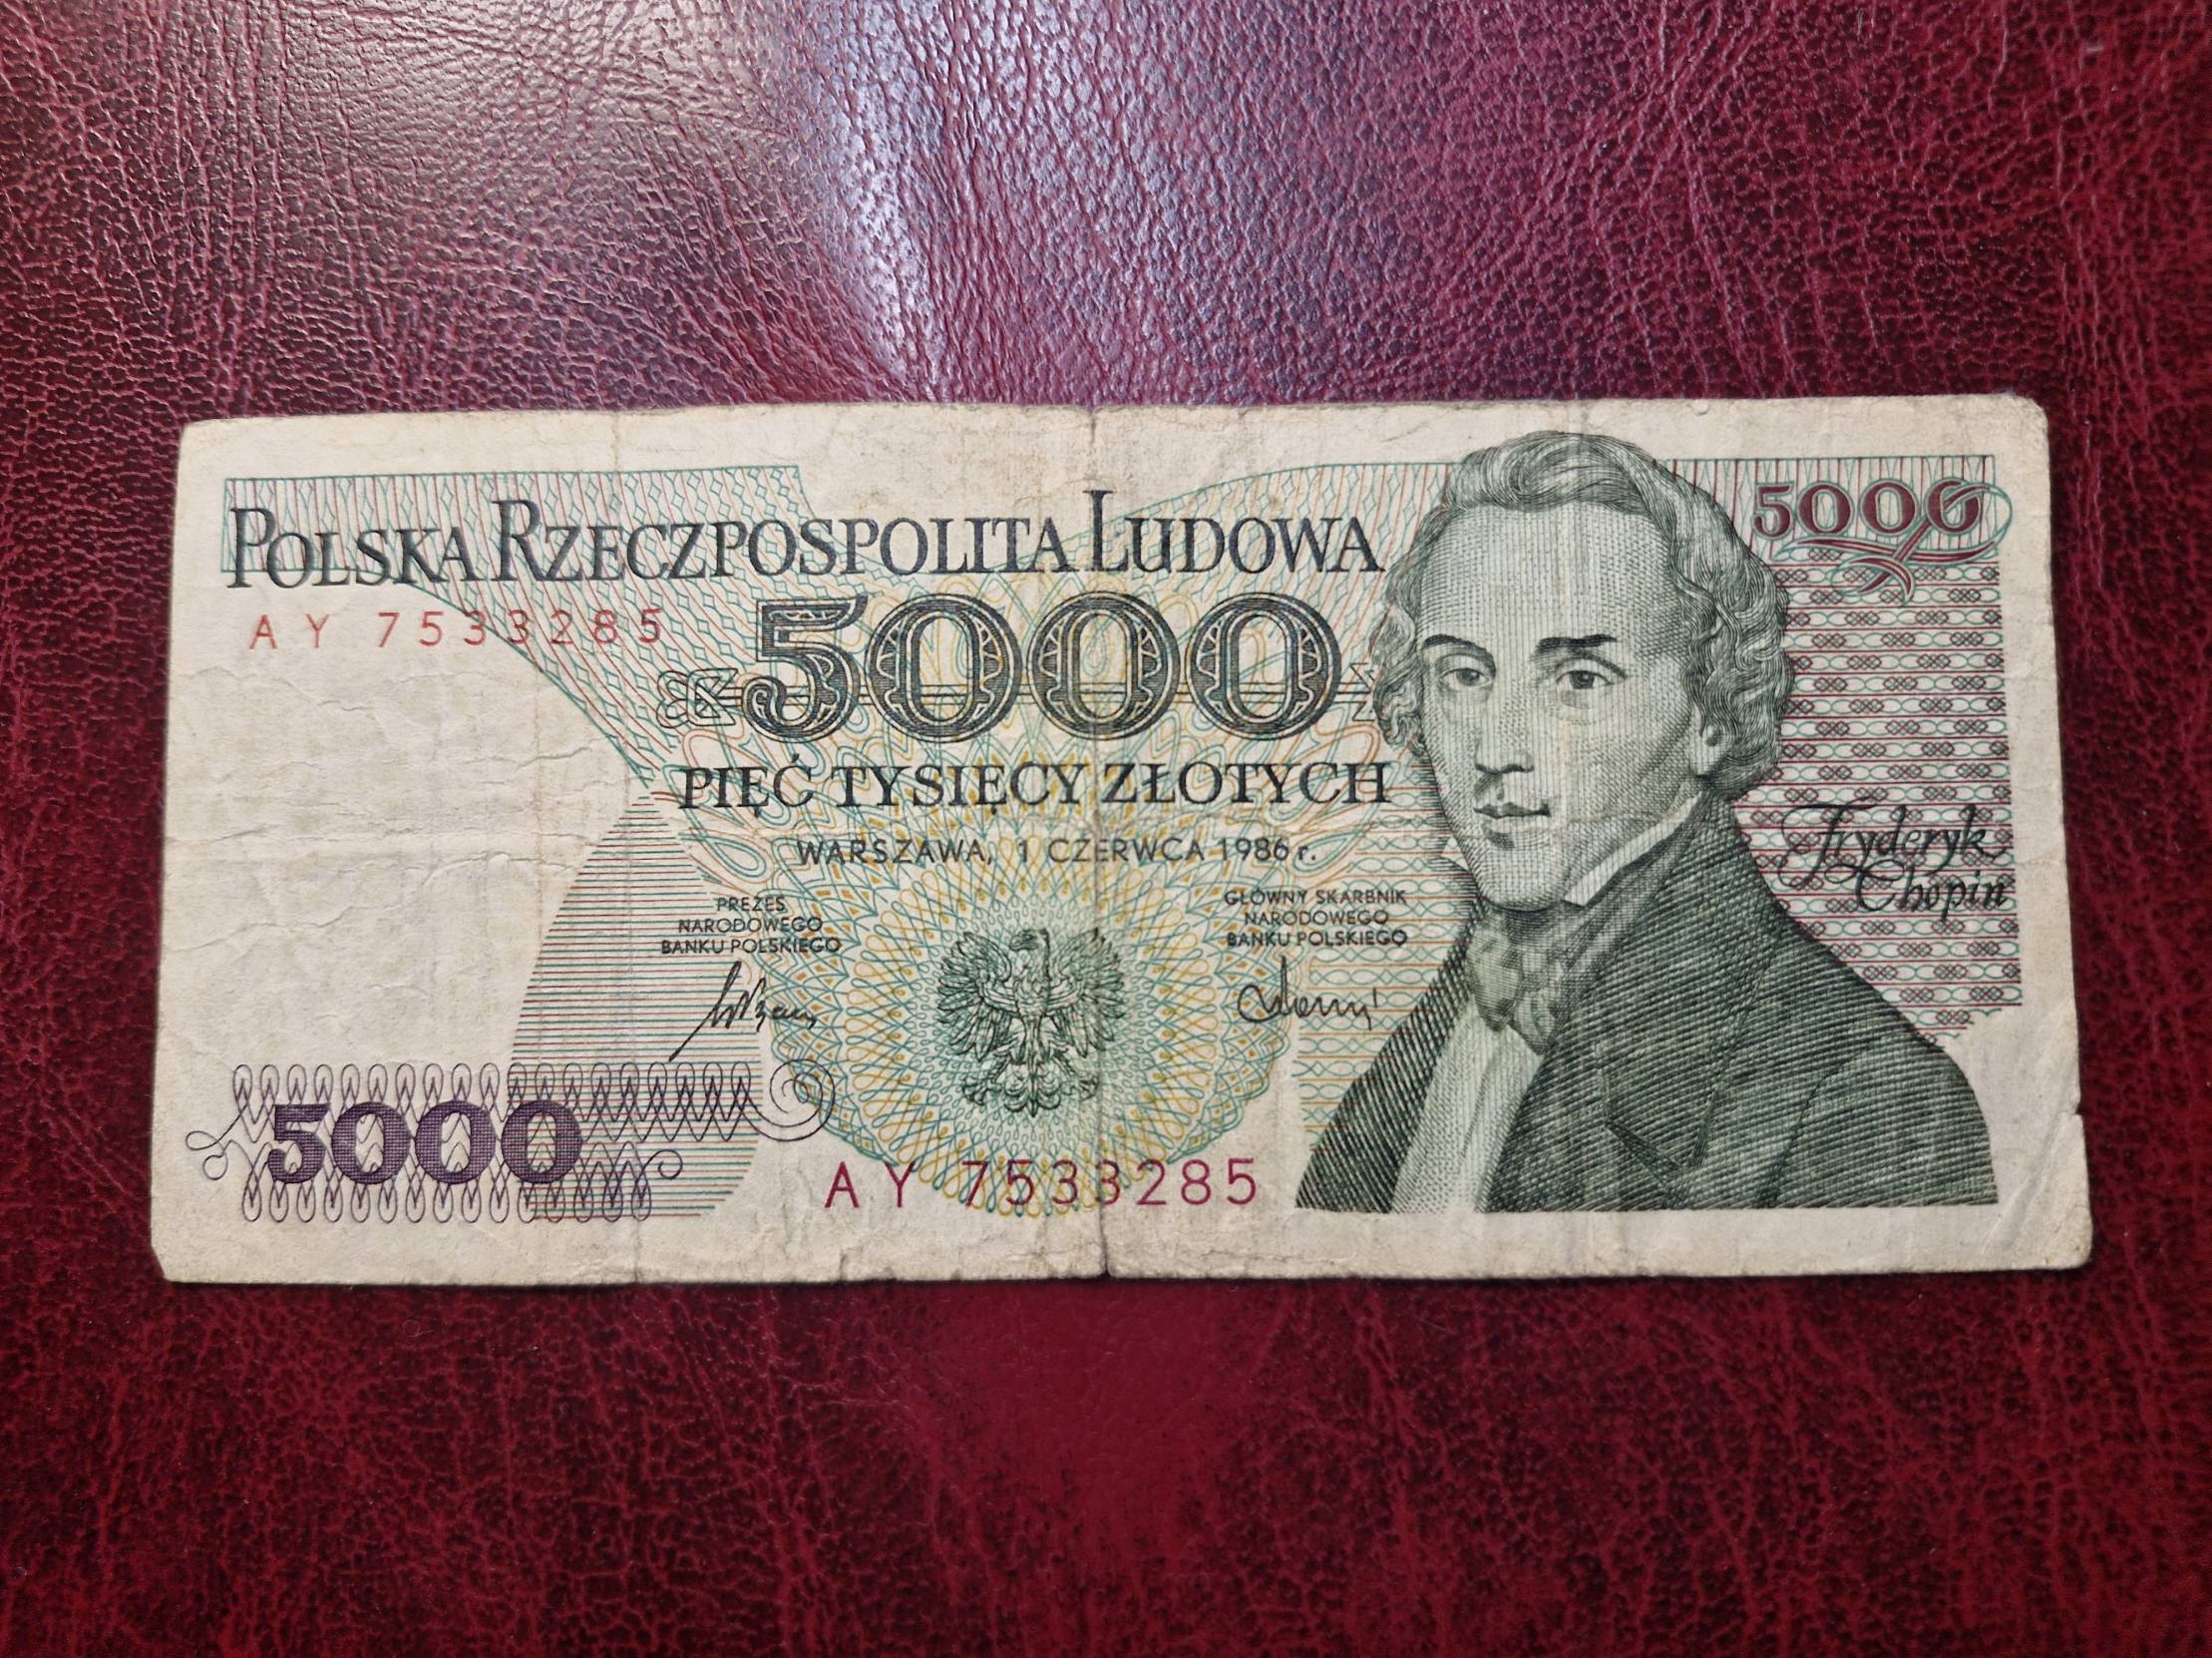 POLSKA RZECZPOSPOLITA LUDOWA
5000
AY 7533285
5000
PIĘĆ TYSIĘCY ZŁOTYCH
WARSZAWA, 1 CZERWCA 1986 r.
Fryderyk
Chopin
PREZES
NARODOWEGO
BANKU POLSKIEGO
GŁÓWNY SKARBNIK
NARODOWEGO
BANKU POLSKIEGO
5000
AY 7533285